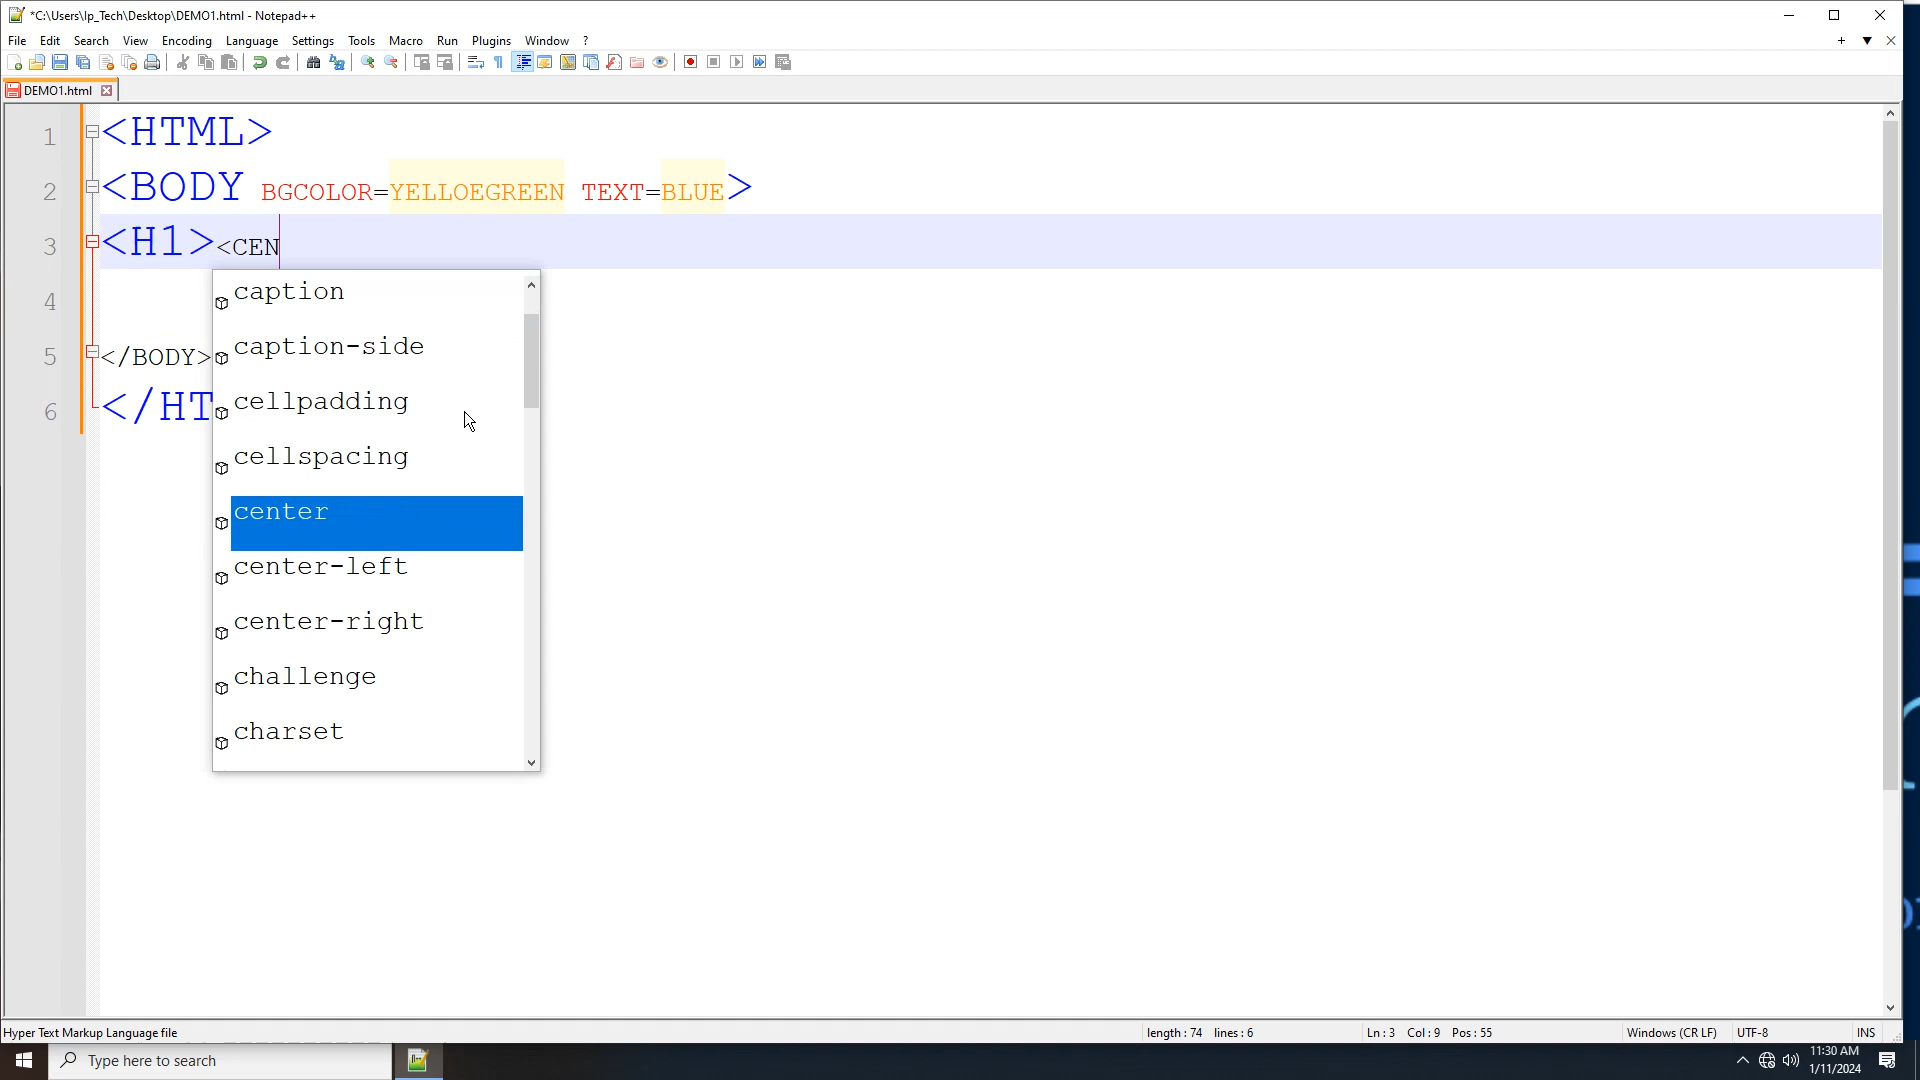 *C:\Users\lp_Tech\Desktop\DEMO1.html - Notepad++
File Edit Search View Encoding Language Settings Tools Macro Run Plugins Window ?
DEMO1.html
1 <HTML>
2 <BODY BGCOLOR=YELLOEGREEN TEXT=BLUE>
3 <H1><CEN
4
5 </BODY>
6 </HT
caption
caption-side
cellpadding
cellspacing
center
center-left
center-right
challenge
charset
Hyper Text Markup Language file length : 74 lines : 6 Ln : 3 Col : 9 Pos : 55 Windows (CR LF) UTF-8 INS
Type here to search
11:30 AM
1/11/2024